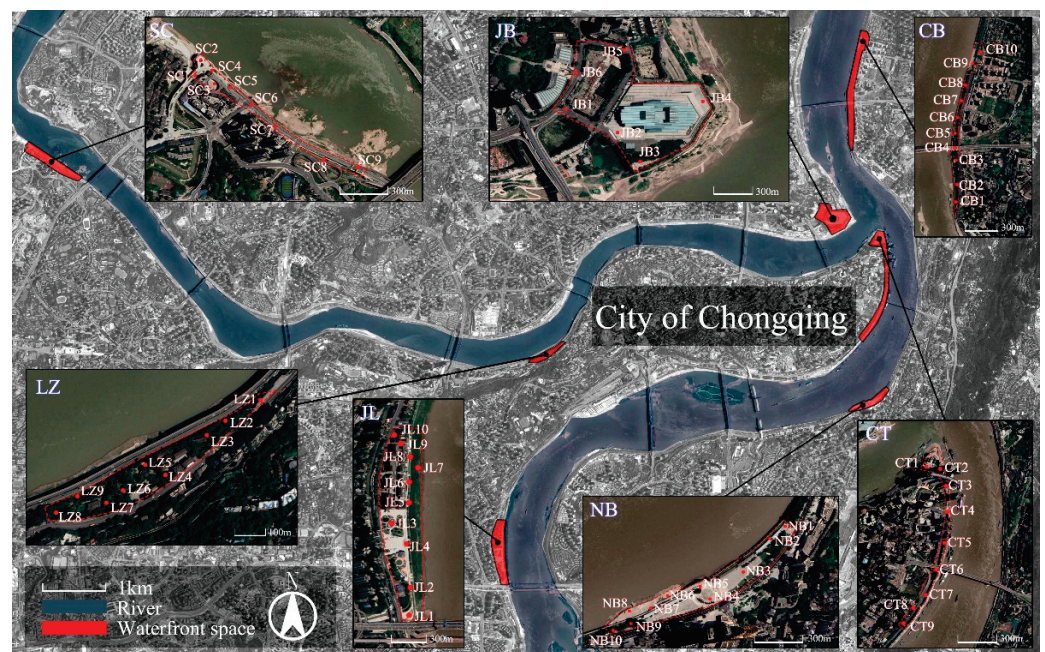 SC
SC2
SC4
SC1
SC3
SC5
SC6
SC7
SC8
SC9
300m
JB
JB5
JB6
JB1
JB4
JB2
JB3
300m
CB
CB10
CB9
CB8
CB7
CB6
CB5
CB4
CB3
CB2
CB1
300m
City of Chongqing
LZ
LZ1
LZ2
LZ3
LZ5
LZ4
LZ6
LZ9
LZ7
LZ8
400m
JL
JL10
JL9
JL8
JL7
JL6
JL5
JL3
JL4
JL2
JL1
300m
NB
NB1
NB2
NB3
NB5
NB6
NB4
NB8
NB7
NB9
NB10
300m
CT
CT1
CT2
CT3
CT4
CT5
CT6
CT7
CT8
CT9
300m
1km
River
Waterfront space
N